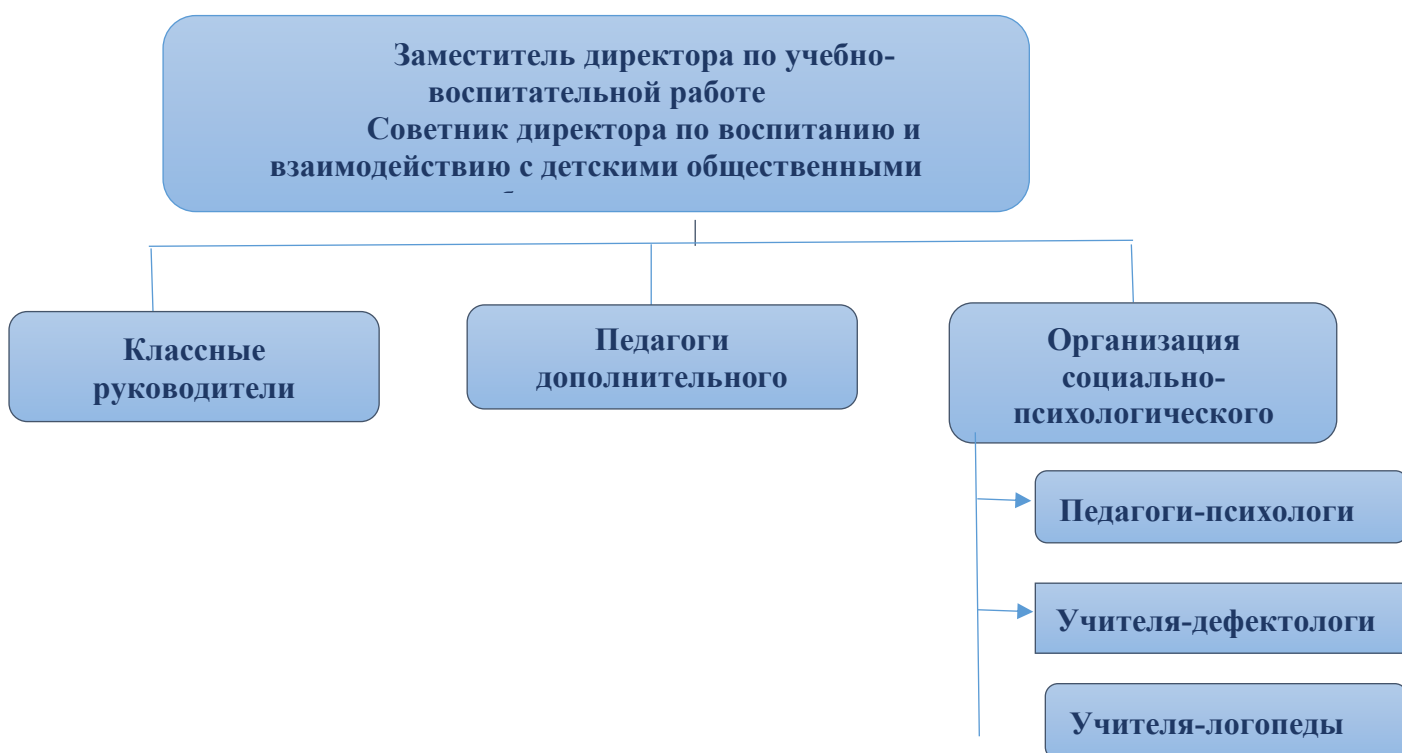 Заместитель директора по учебно-
воспитательной работе
Советник директора по воспитанию и
взаимодействию с детскими общественными
Классные
руководители
Педагоги
дополнительного
Организация
социально-
психологического
Педагоги-психологи
Учителя-дефектологи
Учителя-логопеды